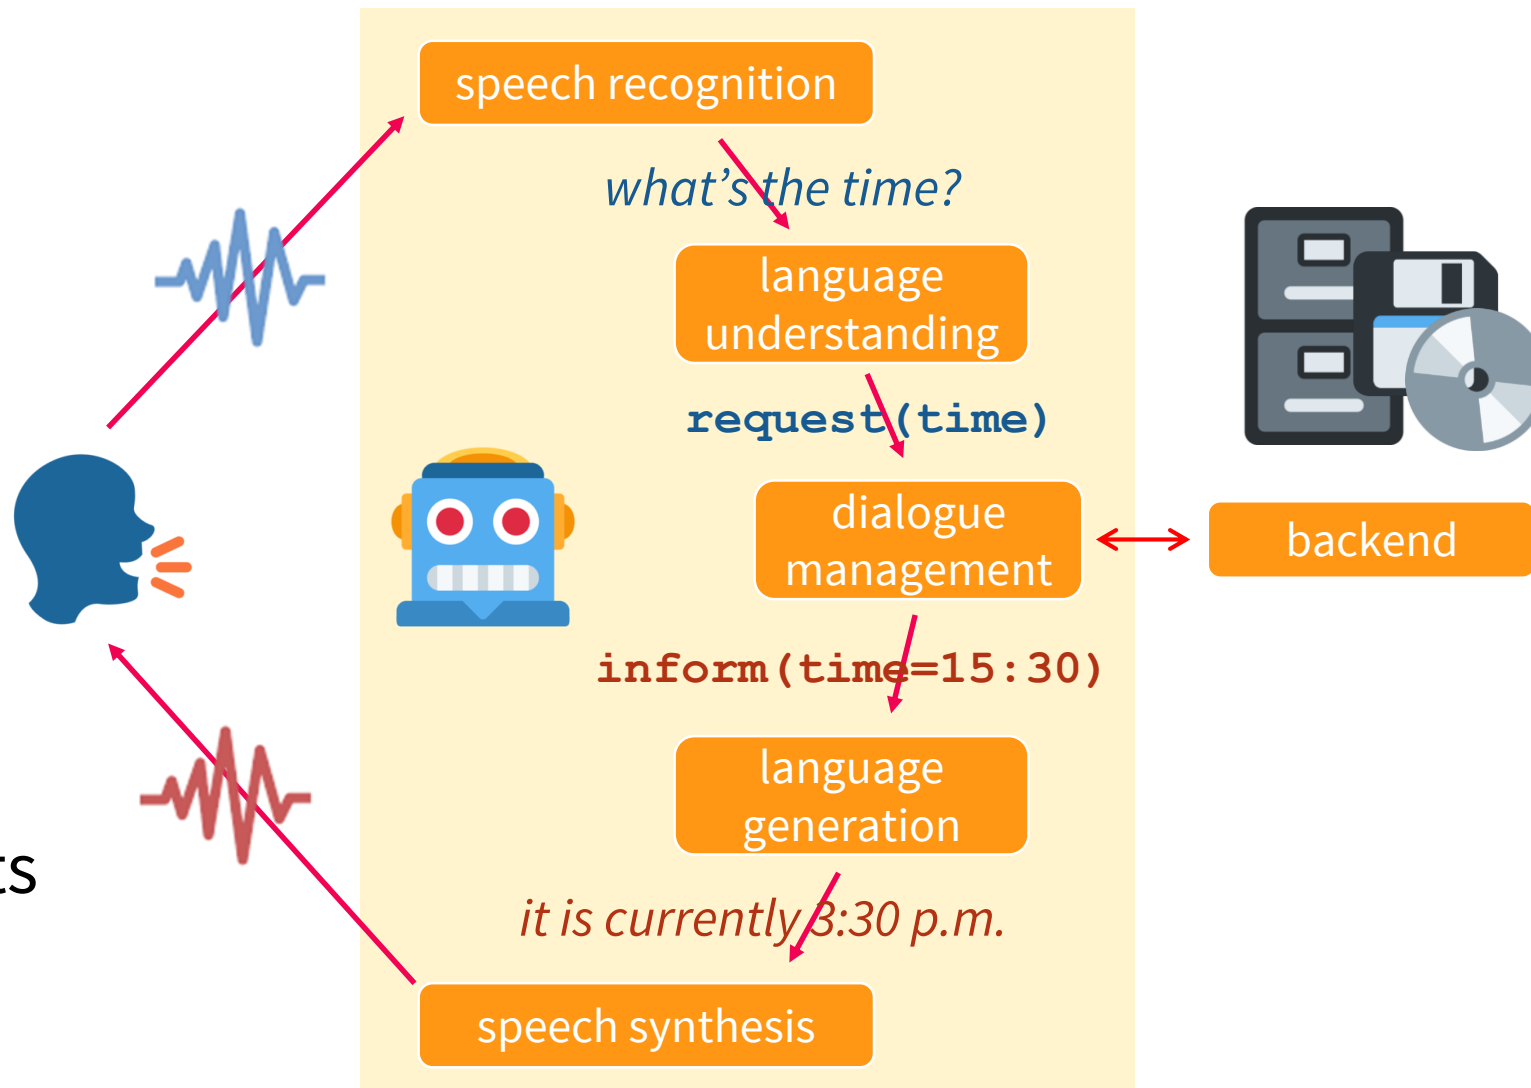 speech recognition
what's the time?
language
understanding
request(time)
dialogue
management
backend
inform(time=15:30)
language
generation
ts
it is currently 3:30 p.m.
speech synthesis